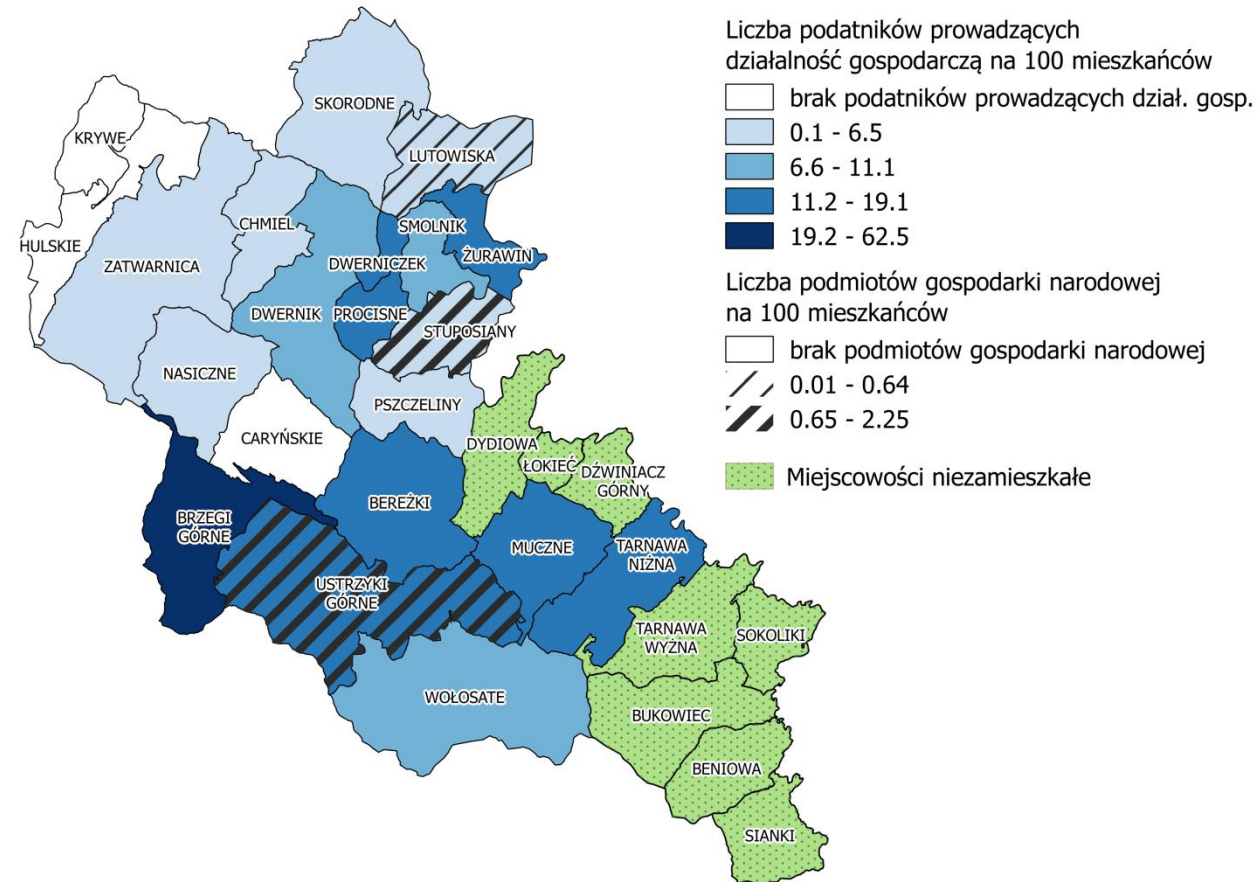 Liczba podatników prowadzących
działalność gospodarczą na 100 mieszkańców
brak podatników prowadzących dział. gosp.
0.1 - 6.5
6.6 - 11.1
11.2 - 19.1
19.2 - 62.5
Liczba podmiotów gospodarki narodowej
na 100 mieszkańców
brak podmiotów gospodarki narodowej
0.01 - 0.64
0.65 - 2.25
Miejscowości niezamieszkałe
SKORODNE
KRYWE
LUTOWISKA
CHMIEL
SMOLNIK
HULSKIE
ZATWARNICA
DWERNICZEK
ŻURAWIN
DWERNIK
PROCISNE
STUPOSIANY
NASICZNE
PSZCZELINY
CARYŃSKIE
DYDIOWA
ŁOKIEĆ
DŹWINIACZ
GÓRNY
BEREŻKI
BRZEGI
GÓRNE
MUCZNE
TARNAWA
NIŻNA
USTRZYKI
GÓRNE
TARNAWA
WYŻNA
SOKOLIKI
WOŁOSATE
BUKOWIEC
BENIOWA
SIANKI